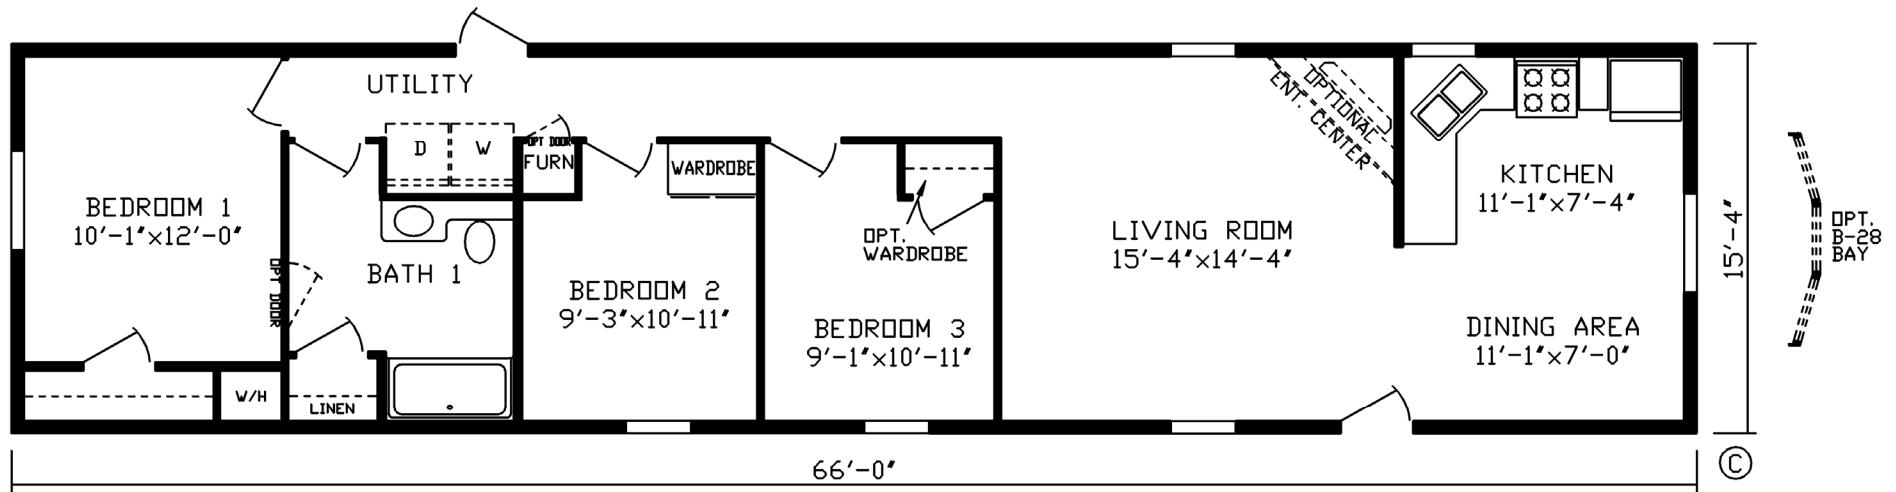 UTILITY
D
W
OPT DOOR
FURN
WARDROBE
BEDROOM 1
10'-1"x12'-0"
OPT DOOR
BATH 1
W/H
LINEN
BEDROOM 2
9'-3"x10'-11"
OPT.
WARDROBE
BEDROOM 3
9'-1"x10'-11"
LIVING ROOM
15'-4"x14'-4"
OPTIONAL
ENT. CENTER
KITCHEN
11'-1"x7'-4"
DINING AREA
11'-1"x7'-0"
15'-4"
OPT.
B-28
BAY
66'-0"
©